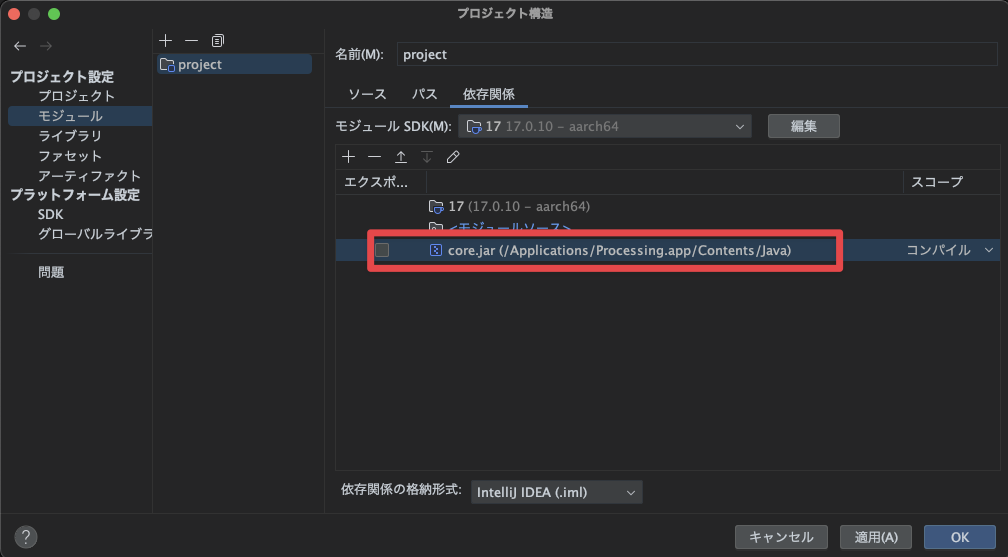 プロジェクト構造
プロジェクト設定
プロジェクト
モジュール
ライブラリ
ファセット
アーティファクト
プラットフォーム設定
SDK
グローバルライブラ
問題
project
名前(M): project
ソース パス 依存関係
モジュール SDK(M): 17 17.0.10 – aarch64 編集
エクスポ... スコープ
17 (17.0.10 – aarch64)
<モジュールソース>
core.jar (/Applications/Processing.app/Contents/Java) コンパイル
依存関係の格納形式: IntelliJ IDEA (.iml)
? キャンセル 適用(A) OK